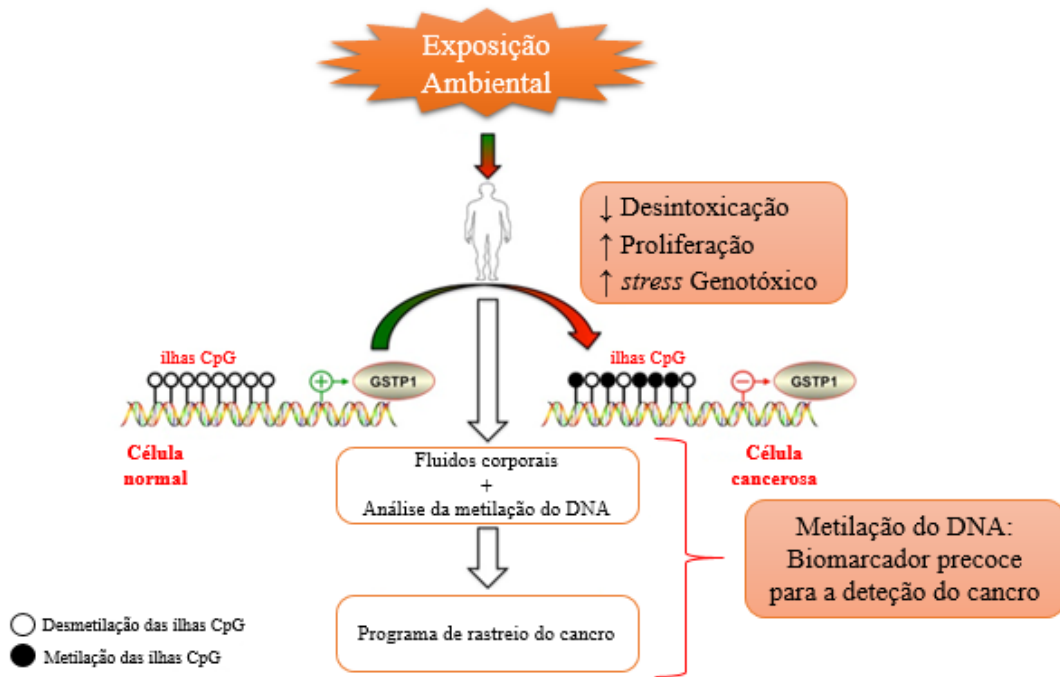 Exposição
Ambiental
↓ Desintoxicação
↑ Proliferação
↑ stress Genotóxico
ilhas CpG
GSTP1
Célula
normal
ilhas CpG
GSTP1
Célula
cancerosa
Fluidos corporais
+
Análise da metilação do DNA
Metilação do DNA:
Biomarcador precoce
para a deteção do cancro
Programa de rastreio do cancro
Desmetilação das ilhas CpG
Metilação das ilhas CpG